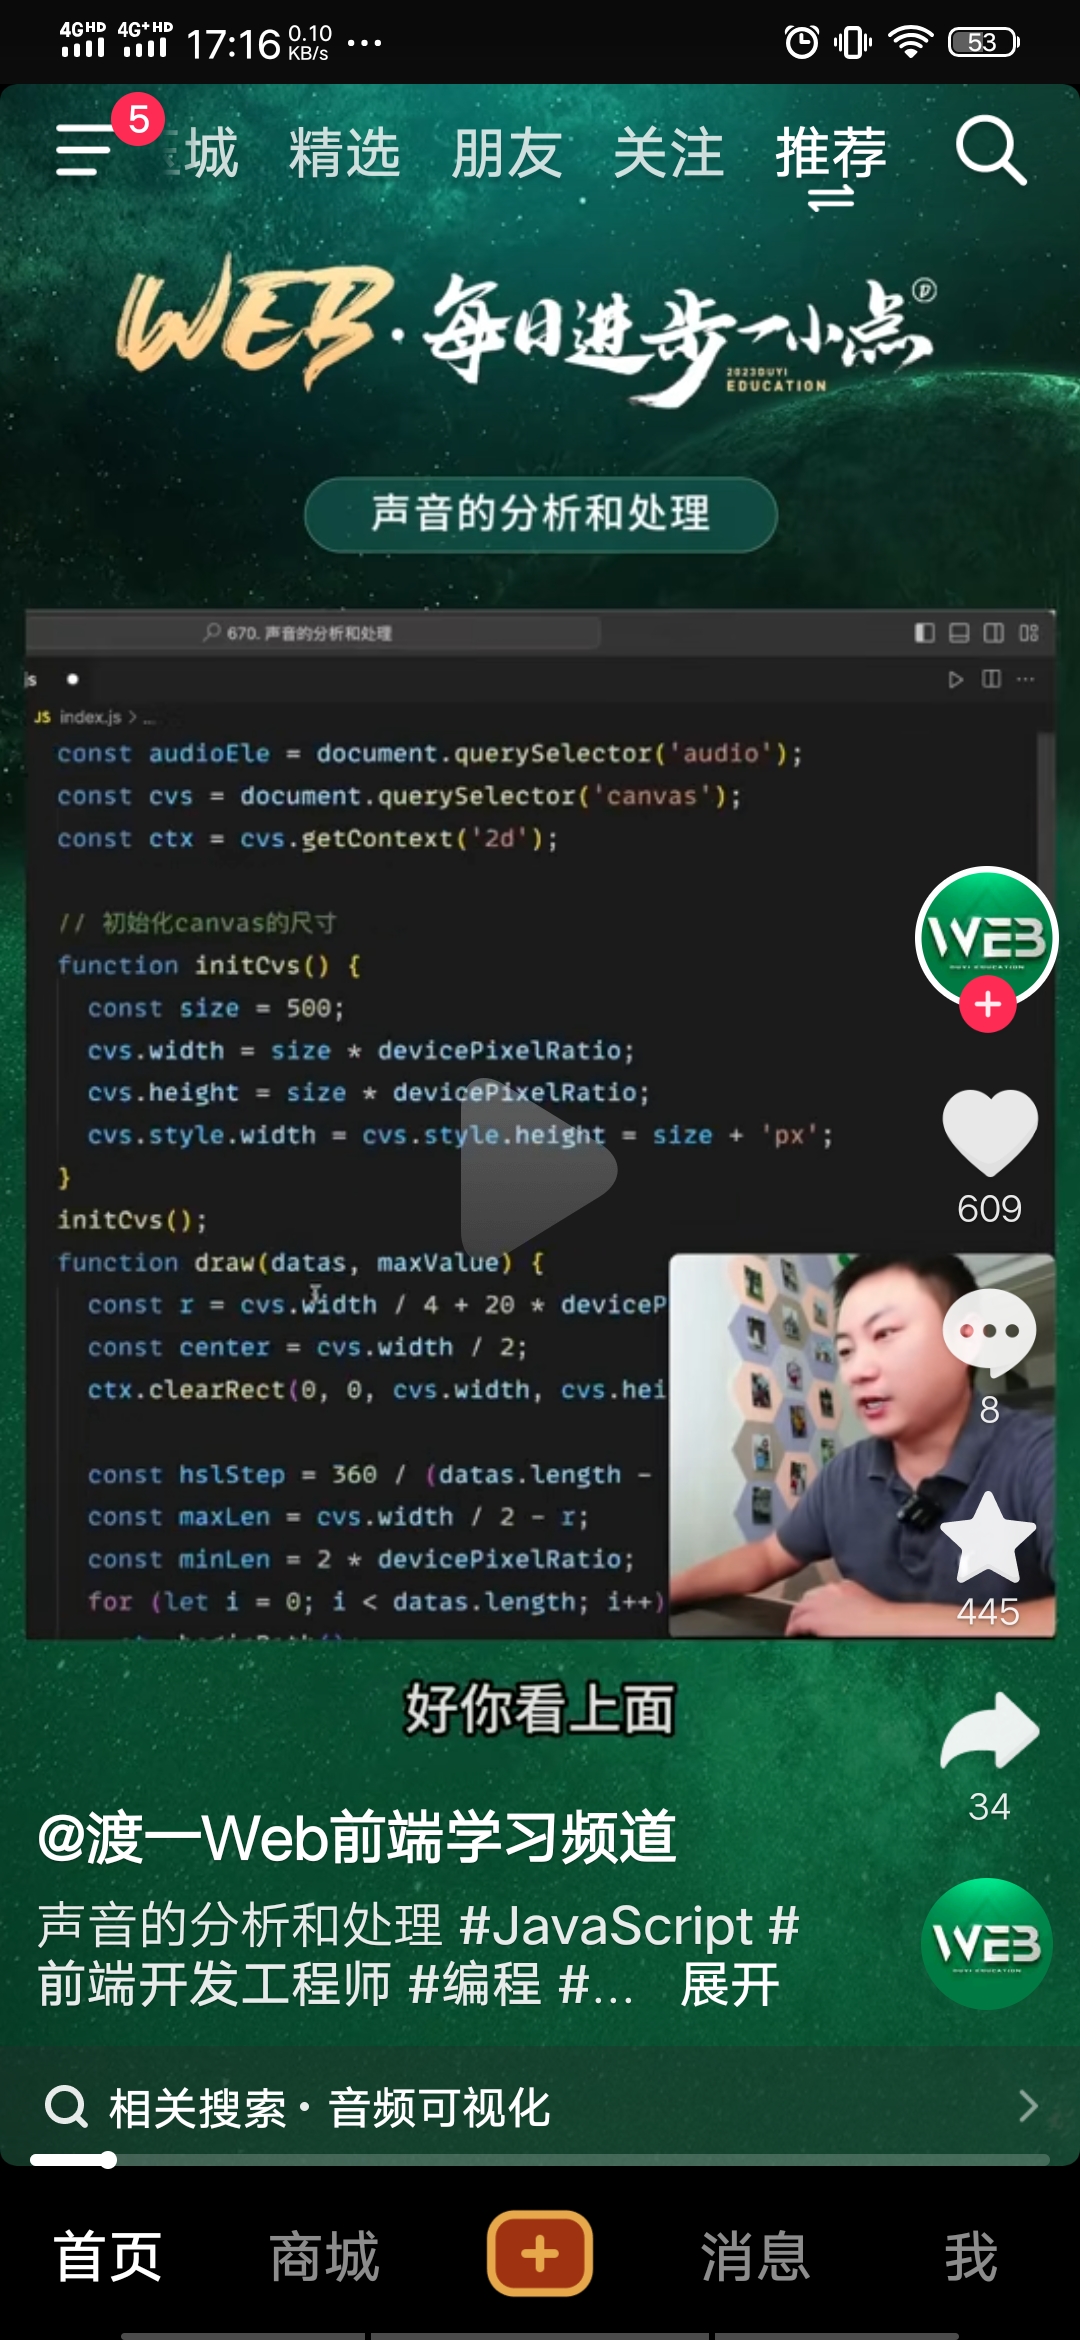 4GHD 4G+HD 17:16 0.10 KB/s ... 53
5
城 精选 朋友 关注 推荐
WEB·每日进步一小点
2023DUYI
EDUCATION
声音的分析和处理
670. 声音的分析和处理
js
JS index.js > ...
const audioEle = document.querySelector('audio');
const cvs = document.querySelector('canvas');
const ctx = cvs.getContext('2d');
// 初始化canvas的尺寸
function initCvs() {
const size = 500;
cvs.width = size * devicePixelRatio;
cvs.height = size * devicePixelRatio;
cvs.style.width = cvs.style.height = size + 'px';
}
initCvs();
function draw(datas, maxValue) {
const r = cvs.width / 4 + 20 * deviceP
const center = cvs.width / 2;
ctx.clearRect(0, 0, cvs.width, cvs.hei
const hslStep = 360 / (datas.length -
const maxLen = cvs.width / 2 - r;
const minLen = 2 * devicePixelRatio;
for (let i = 0; i < datas.length; i++)
WEB
DUYI EDUCATION
609
8
445
34
好你看上面
@渡一Web前端学习频道
声音的分析和处理 #JavaScript #
前端开发工程师 #编程 #... 展开
WEB
DUYI EDUCATION
相关搜索 · 音频可视化
首页 商城 消息 我